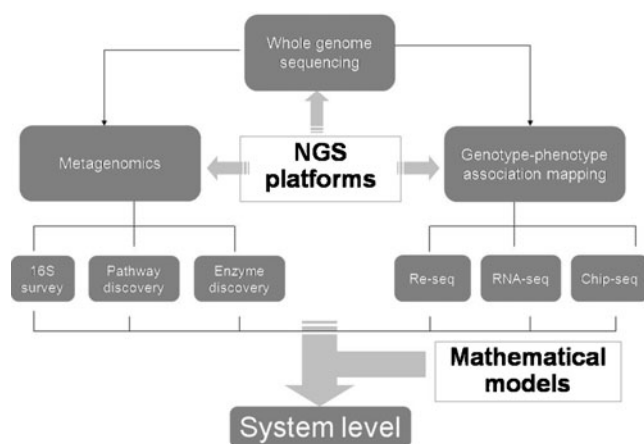 Whole genome
sequencing
Metagenomics
NGS
platforms
Genotype-phenotype
association mapping
16S
survey
Pathway
discovery
Enzyme
discovery
Re-seq
RNA-seq
Chip-seq
Mathematical
models
System level